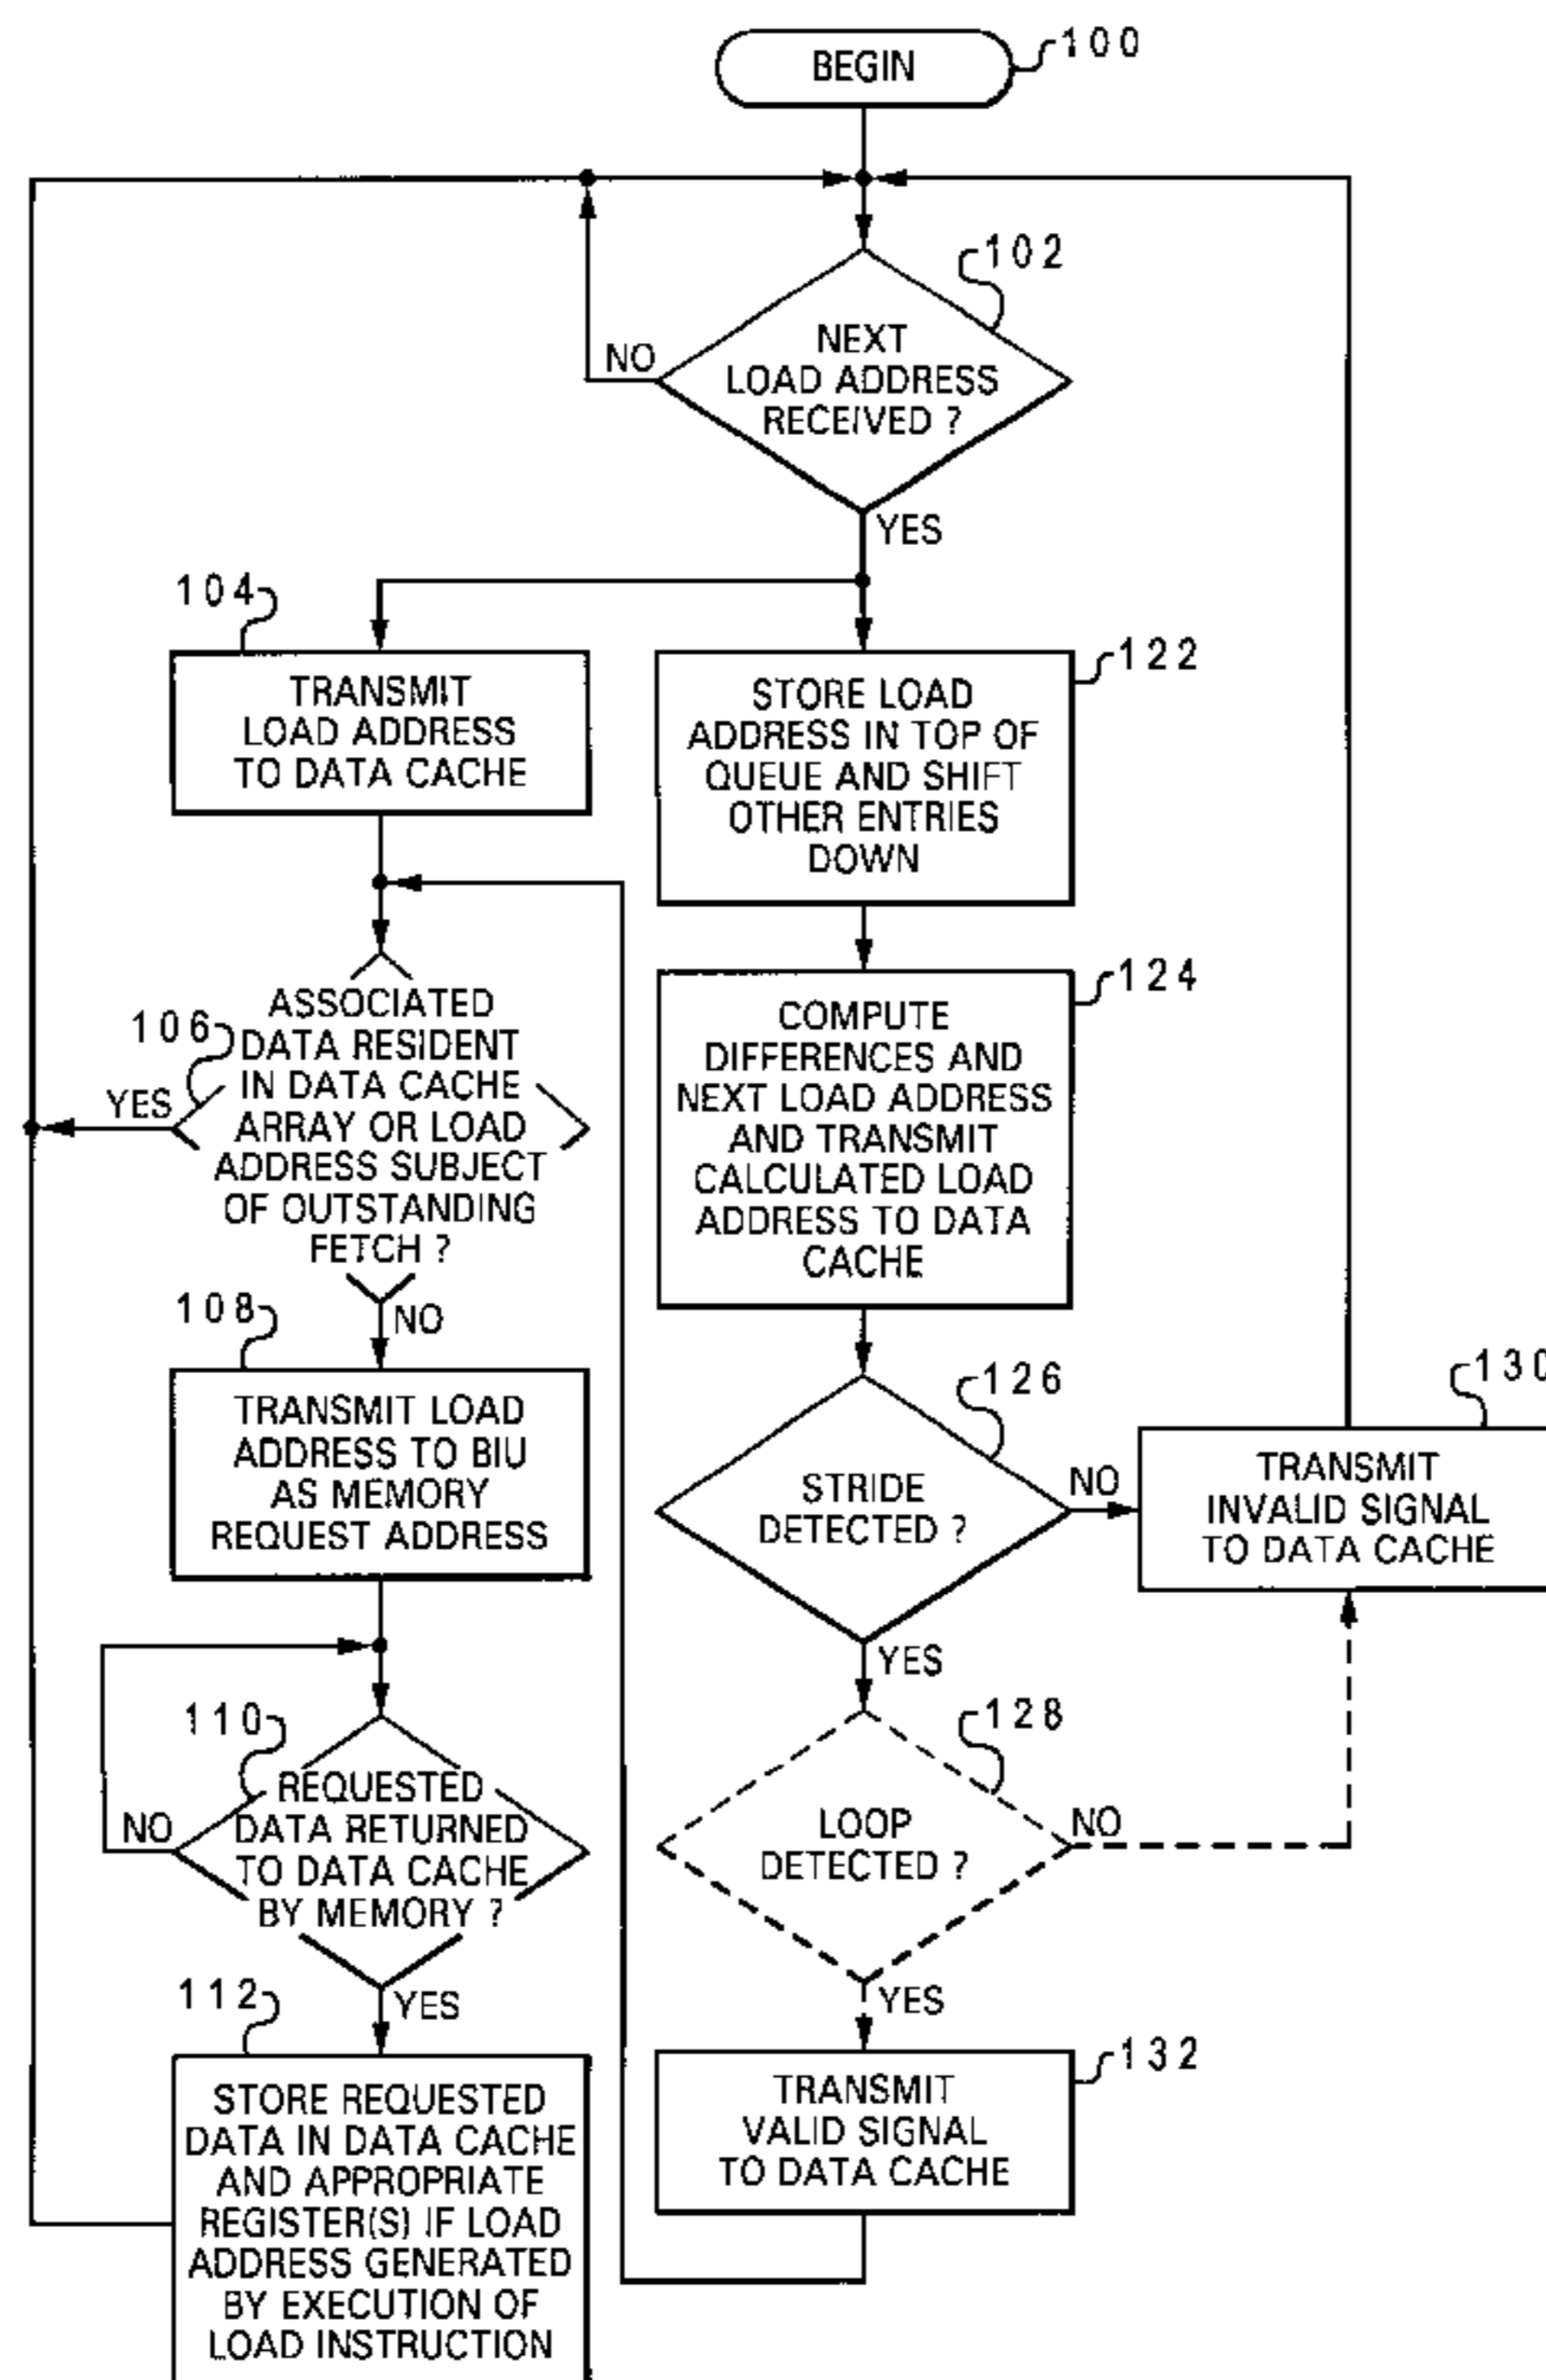 BEGIN
100
102
NEXT
LOAD ADDRESS
RECEIVED ?
NO
YES
104
TRANSMIT
LOAD ADDRESS
TO DATA CACHE
122
STORE LOAD
ADDRESS IN TOP OF
QUEUE AND SHIFT
OTHER ENTRIES
DOWN
106
ASSOCIATED
DATA RESIDENT
IN DATA CACHE
ARRAY OR LOAD
ADDRESS SUBJECT
OF OUTSTANDING
FETCH ?
YES
NO
124
COMPUTE
DIFFERENCES AND
NEXT LOAD ADDRESS
AND TRANSMIT
CALCULATED LOAD
ADDRESS TO DATA
CACHE
108
TRANSMIT LOAD
ADDRESS TO BIU
AS MEMORY
REQUEST ADDRESS
126
STRIDE
DETECTED ?
NO
YES
130
TRANSMIT
INVALID SIGNAL
TO DATA CACHE
110
REQUESTED
DATA RETURNED
TO DATA CACHE
BY MEMORY ?
NO
YES
128
LOOP
DETECTED ?
NO
YES
112
STORE REQUESTED
DATA IN DATA CACHE
AND APPROPRIATE
REGISTER(S) IF LOAD
ADDRESS GENERATED
BY EXECUTION OF
LOAD INSTRUCTION
132
TRANSMIT
VALID SIGNAL
TO DATA CACHE